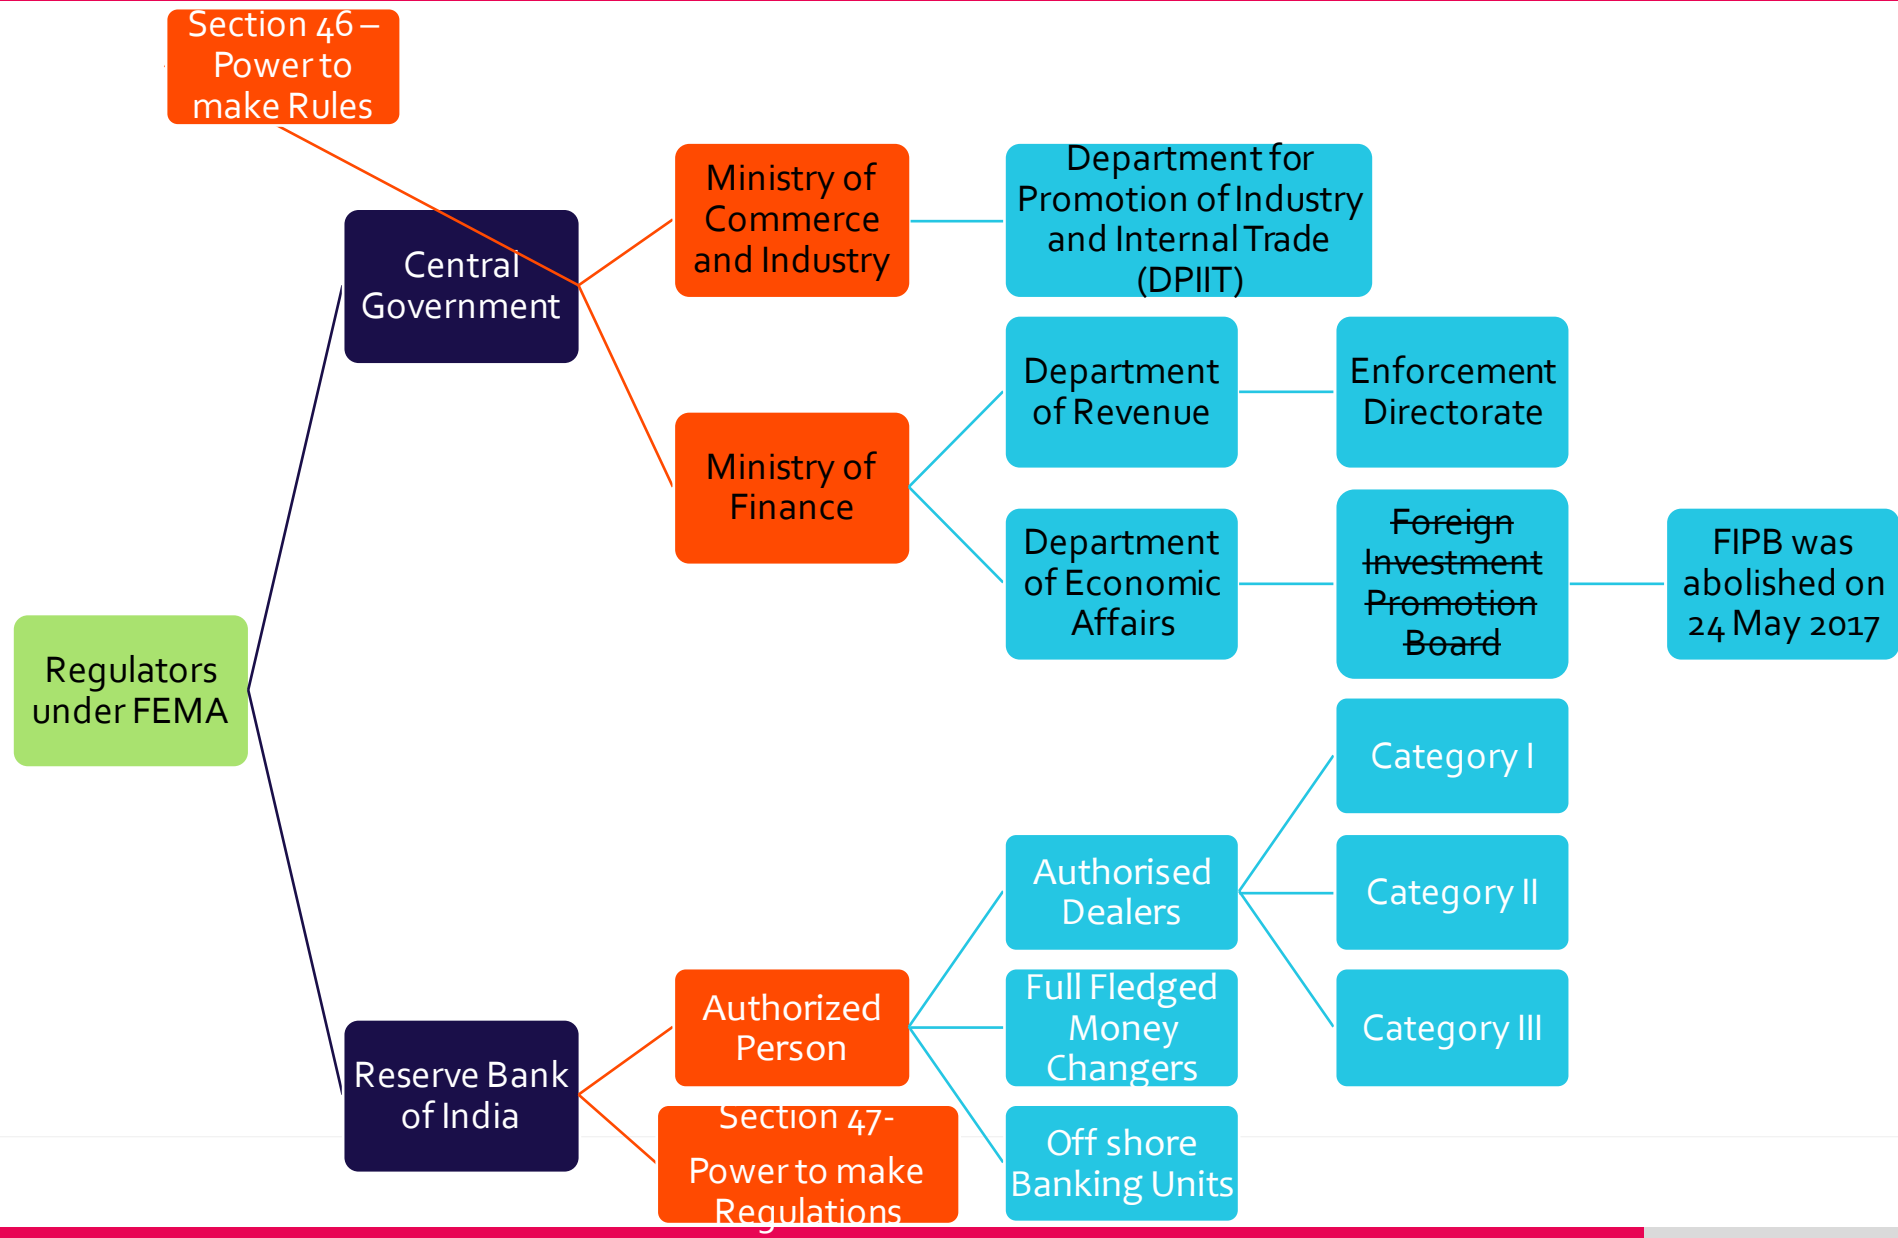 Section 46 –
Power to
make Rules
Ministry of
Commerce
and Industry
Department for
Promotion of Industry
and Internal Trade
(DPIIT)
Central
Government
Department
of Revenue
Enforcement
Directorate
Ministry of
Finance
Department
of Economic
Affairs
Foreign
Investment
Promotion
Board
FIPB was
abolished on
24 May 2017
Regulators
under FEMA
Category I
Authorised
Dealers
Category II
Authorized
Person
Full Fledged
Money
Changers
Category III
Reserve Bank
of India
Section 47-
Power to make
Regulations
Off shore
Banking Units